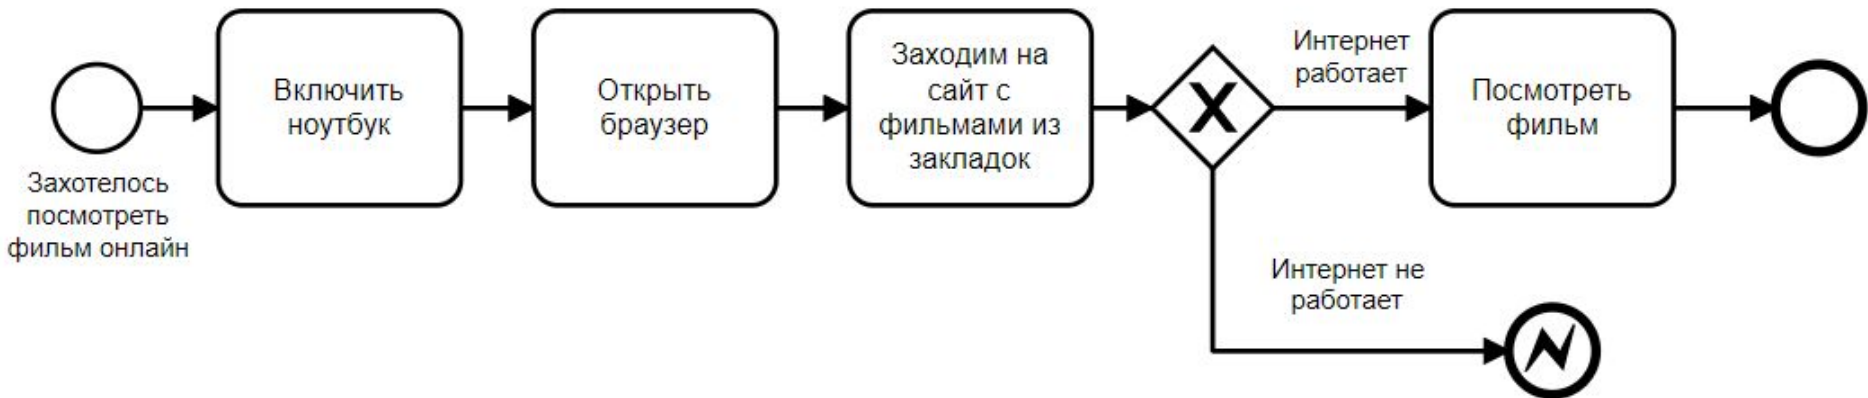 Захотелось
посмотреть
фильм онлайн
Включить
ноутбук
Открыть
браузер
Заходим на
сайт с
фильмами из
закладок
X
Интернет
работает
Посмотреть
фильм
Интернет не
работает